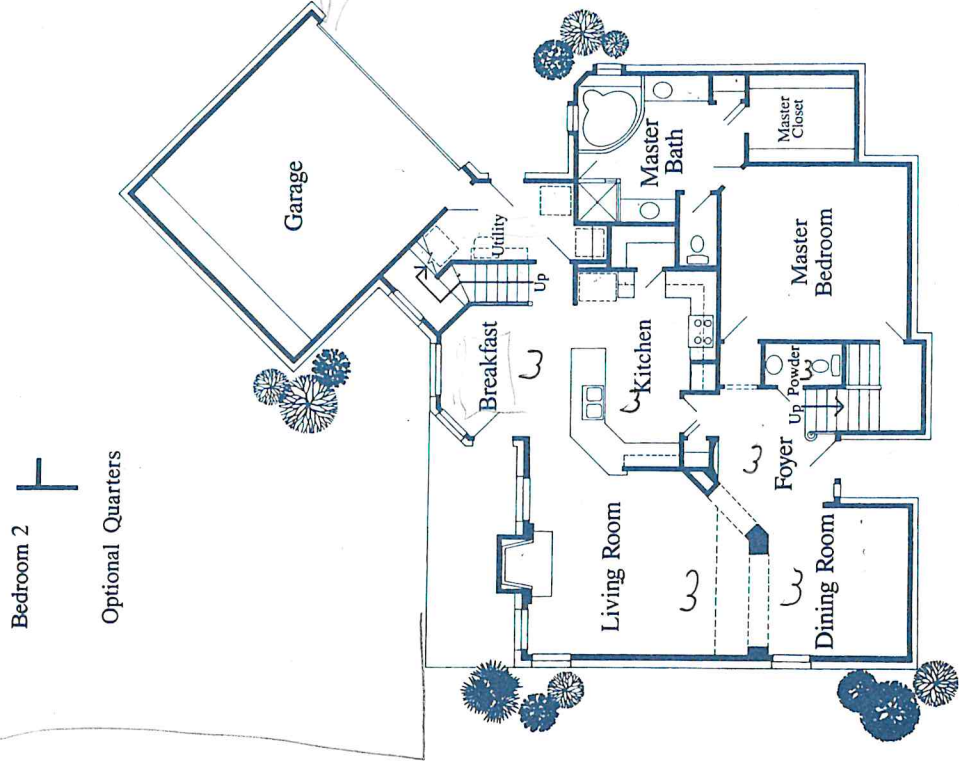 Bedroom 2
Optional Quarters
Garage
Utility
Up
Breakfast
Kitchen
Master
Bath
Master
Closet
Master
Bedroom
Powder
Up
Foyer
Living Room
Dining Room